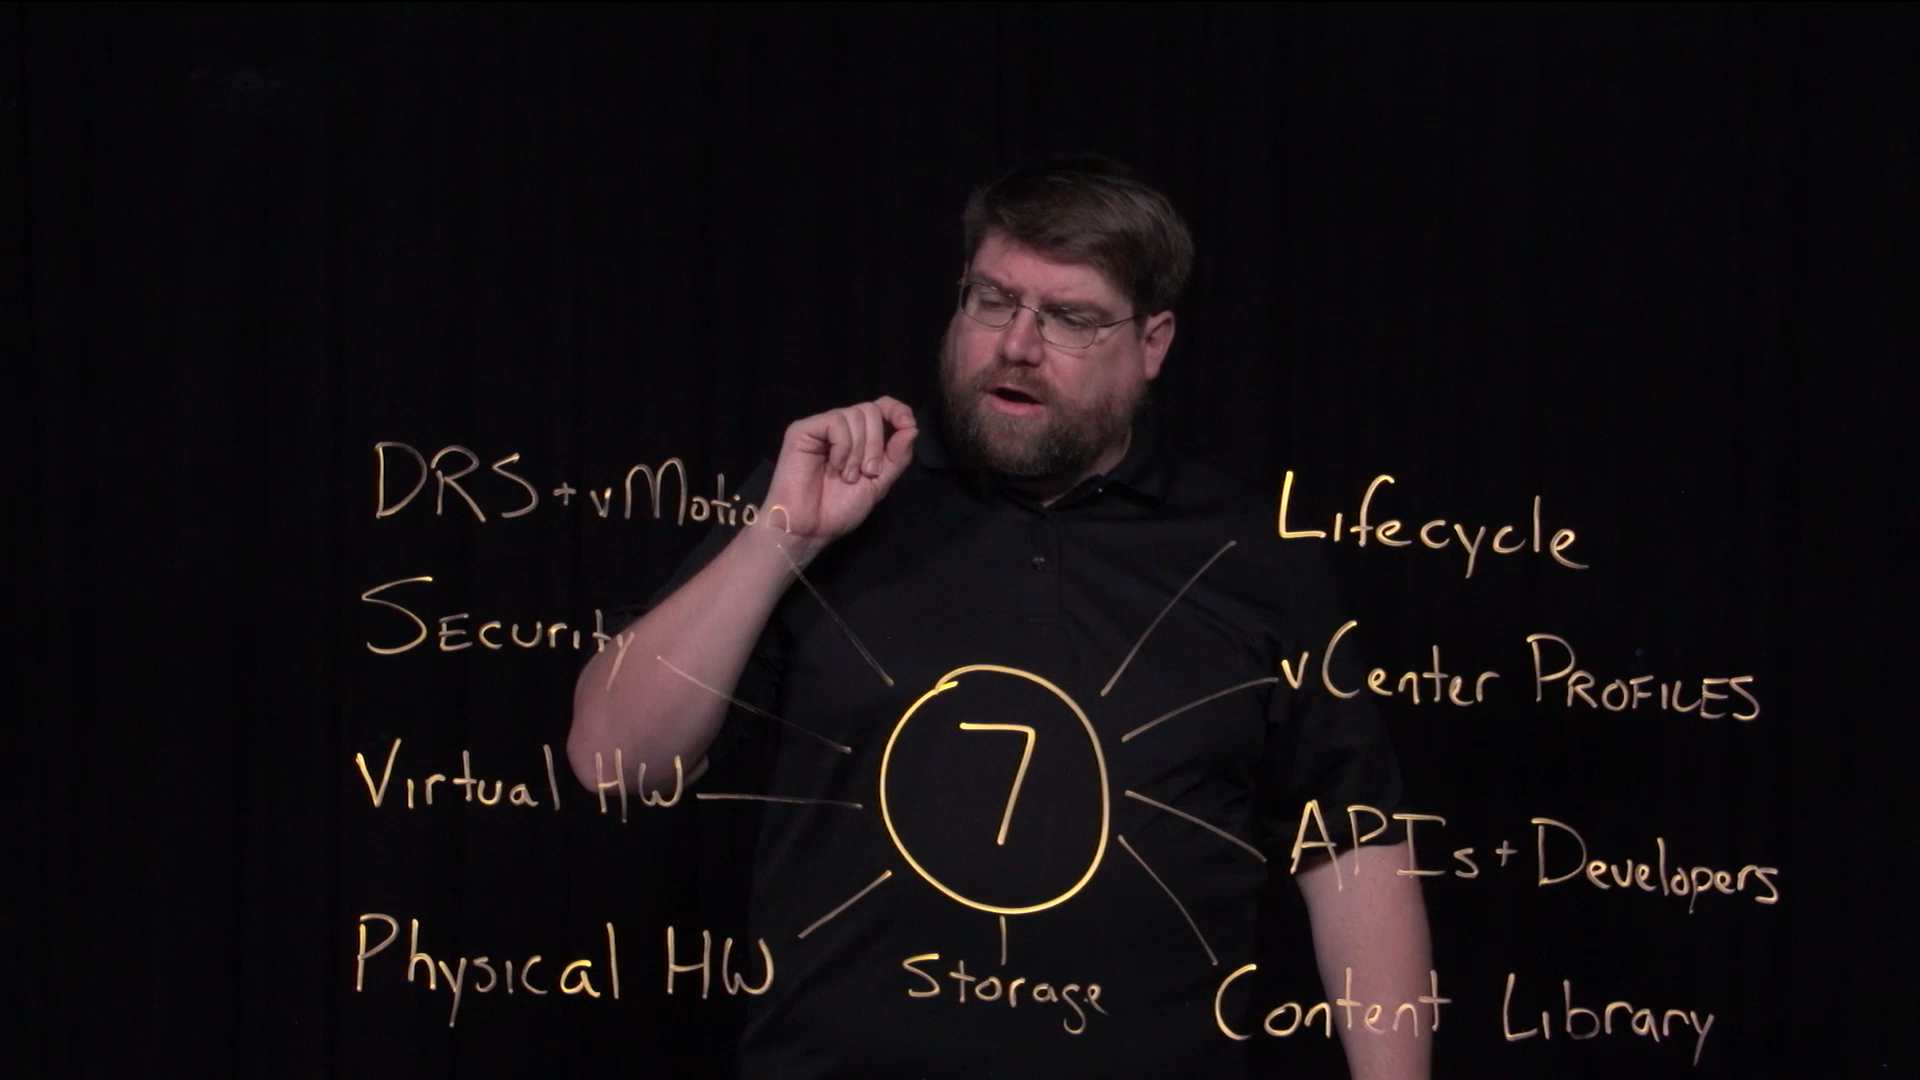 DRS + vMotion
Security
Virtual HW
Physical HW
7
Storage
Lifecycle
vCenter PROFILES
APIs + Developers
Content Library